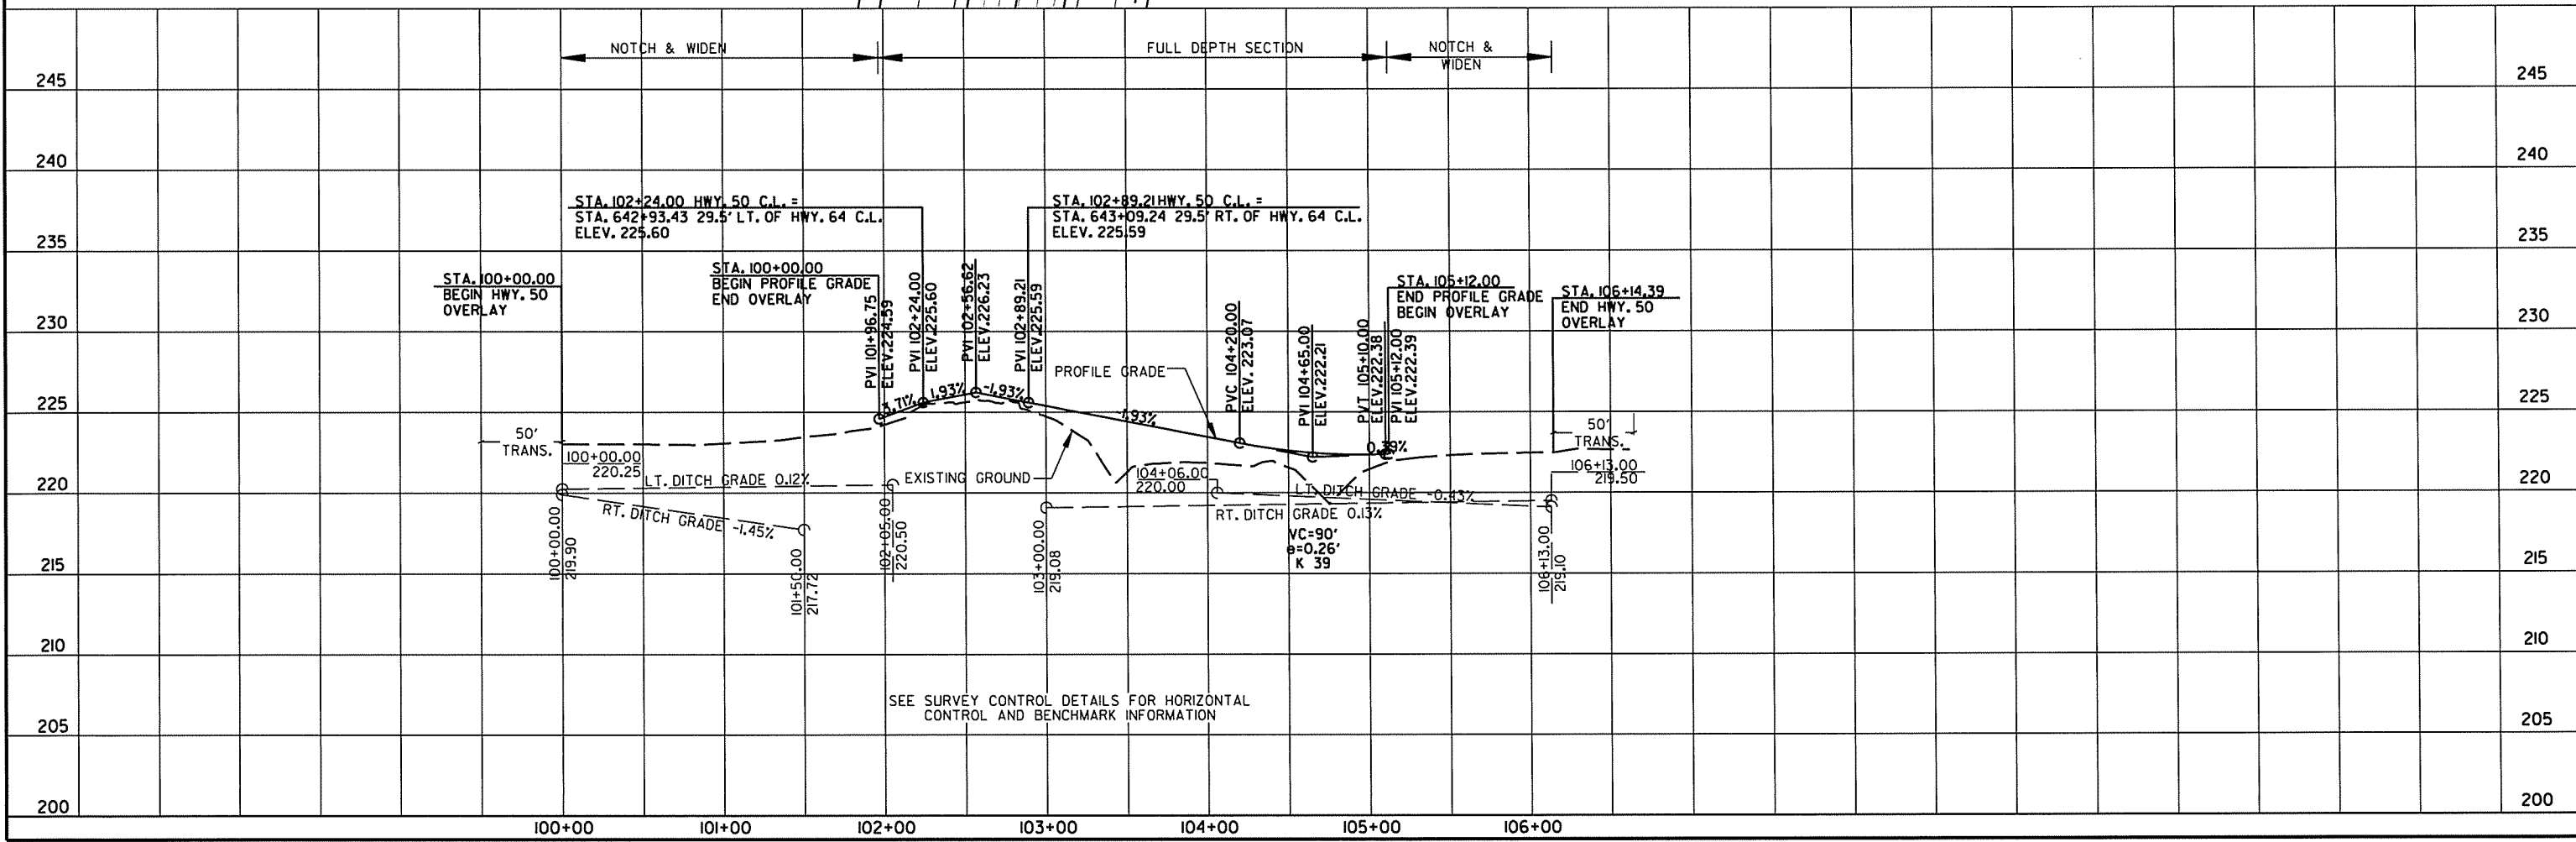 NOTCH & WIDEN
FULL DEPTH SECTION
NOTCH &
WIDEN
245
245
240
240
STA. 102+24.00 HWY. 50 C.L. =
STA. 642+93.43 29.5' LT. OF HWY. 64 C.L.
ELEV. 225.60
STA. 102+89.21 HWY. 50 C.L. =
STA. 643+09.24 29.5' RT. OF HWY. 64 C.L.
ELEV. 225.59
235
235
STA. 100+00.00
BEGIN HWY. 50
OVERLAY
STA. 100+00.00
BEGIN PROFILE GRADE
END OVERLAY
STA. 105+12.00
END PROFILE GRADE
BEGIN OVERLAY
STA. 106+14.39
END HWY. 50
OVERLAY
230
230
PVI 101+96.75
ELEV.224.59
PVI 102+24.00
ELEV.225.60
PVI 102+56.62
ELEV.226.23
PVI 102+89.21
ELEV.225.59
PVC 104+20.00
ELEV. 223.07
PVI 104+65.00
ELEV.222.21
PVT 105+10.00
ELEV.222.38
PVI 105+12.00
ELEV.222.39
PROFILE GRADE
3.71%
1.93%
-1.93%
-1.93%
0.39%
225
225
50'
TRANS.
50'
TRANS.
100+00.00
220.25
LT. DITCH GRADE 0.12%
EXISTING GROUND
104+06.00
220.00
LT. DITCH GRADE -0.43%
106+13.00
219.50
220
220
RT. DITCH GRADE -1.45%
RT. DITCH GRADE 0.13%
100+00.00
219.90
101+50.00
217.72
102+05.00
220.50
103+00.00
219.08
VC=90'
e=0.26'
K 39
106+13.00
219.10
215
215
210
210
SEE SURVEY CONTROL DETAILS FOR HORIZONTAL
CONTROL AND BENCHMARK INFORMATION
205
205
200
200
100+00
101+00
102+00
103+00
104+00
105+00
106+00